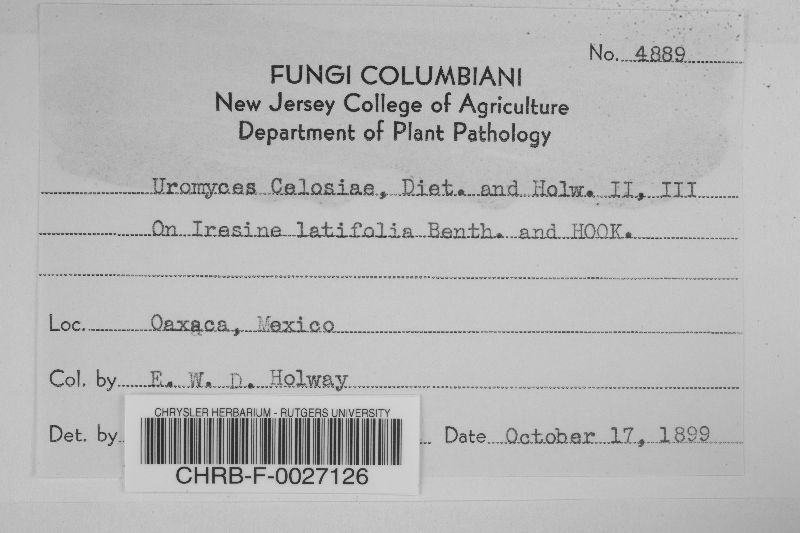 No. 4889
FUNGI COLUMBIANI
New Jersey College of Agriculture
Department of Plant Pathology
Uromyces Celosiae, Diet. and Holw. II, III
On Iresine latifolia Benth. and HOOK.
Loc. Oaxaca, Mexico
Col. by E. W. D. Holway
Det. by
Date October 17, 1899
CHRYSLER HERBARIUM - RUTGERS UNIVERSITY
CHRB-F-0027126